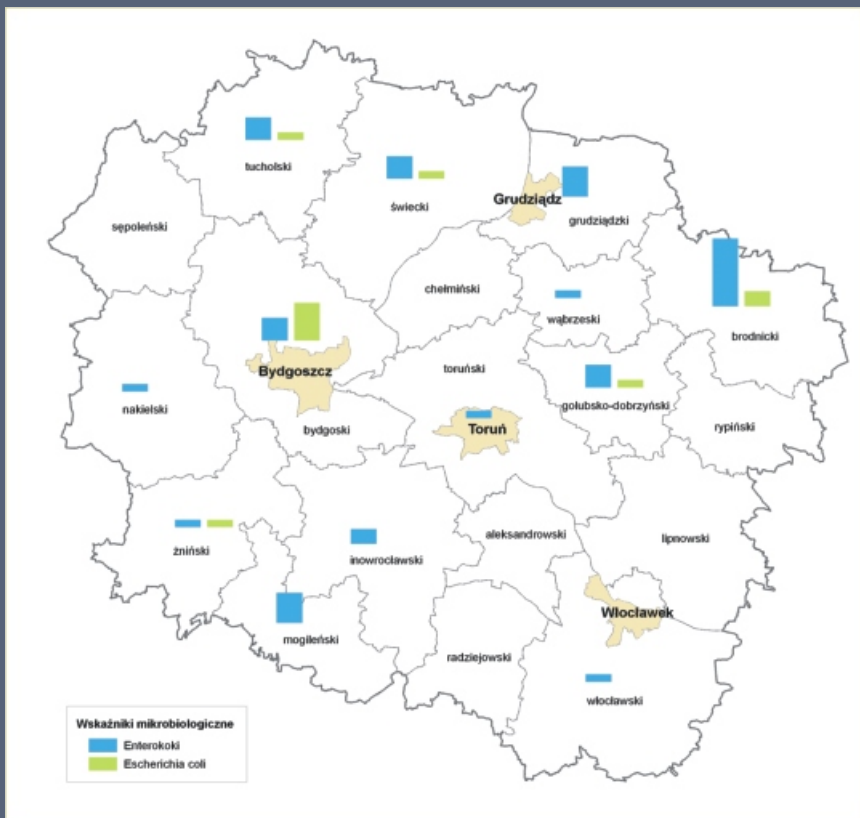 tucholski
świecki
Grudziądz
grudziądzki
sępoleński
chełmiński
wąbrzeski
brodnicki
Bydgoszcz
toruński
nakielski
gołubsko-dobrzyński
bydgoski
Toruń
rypiński
żniński
inowrocławski
aleksandrowski
lipnowski
mogileński
Włocławek
radziejowski
włocławski
Wskaźniki mikrobiologiczne
Enterokoki
Escherichia coli